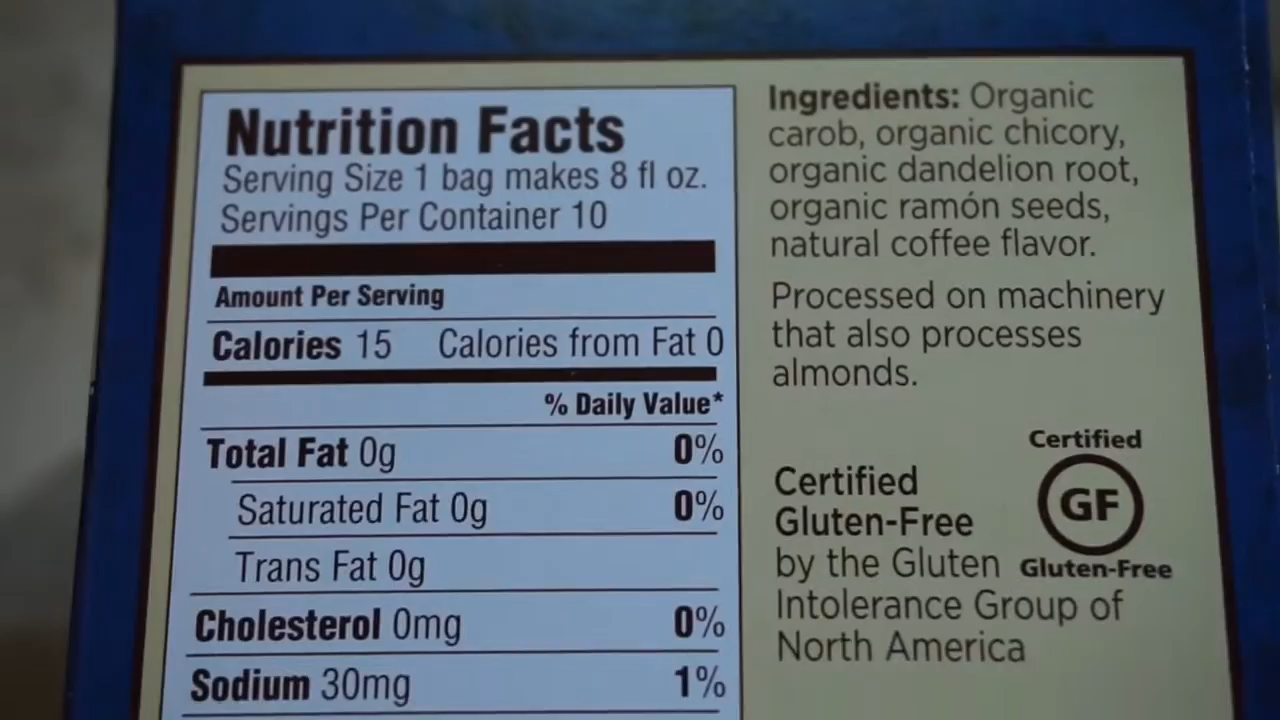 Nutrition Facts
Serving Size 1 bag makes 8 fl oz.
Servings Per Container 10
Amount Per Serving
Calories 15 Calories from Fat 0
% Daily Value*
Total Fat 0g 0%
Saturated Fat 0g 0%
Trans Fat 0g
Cholesterol 0mg 0%
Sodium 30mg 1%
Ingredients: Organic
carob, organic chicory,
organic dandelion root,
organic ramón seeds,
natural coffee flavor.
Processed on machinery
that also processes
almonds.
Certified
Gluten-Free
by the Gluten
Intolerance Group of
North America
Certified
GF
Gluten-Free